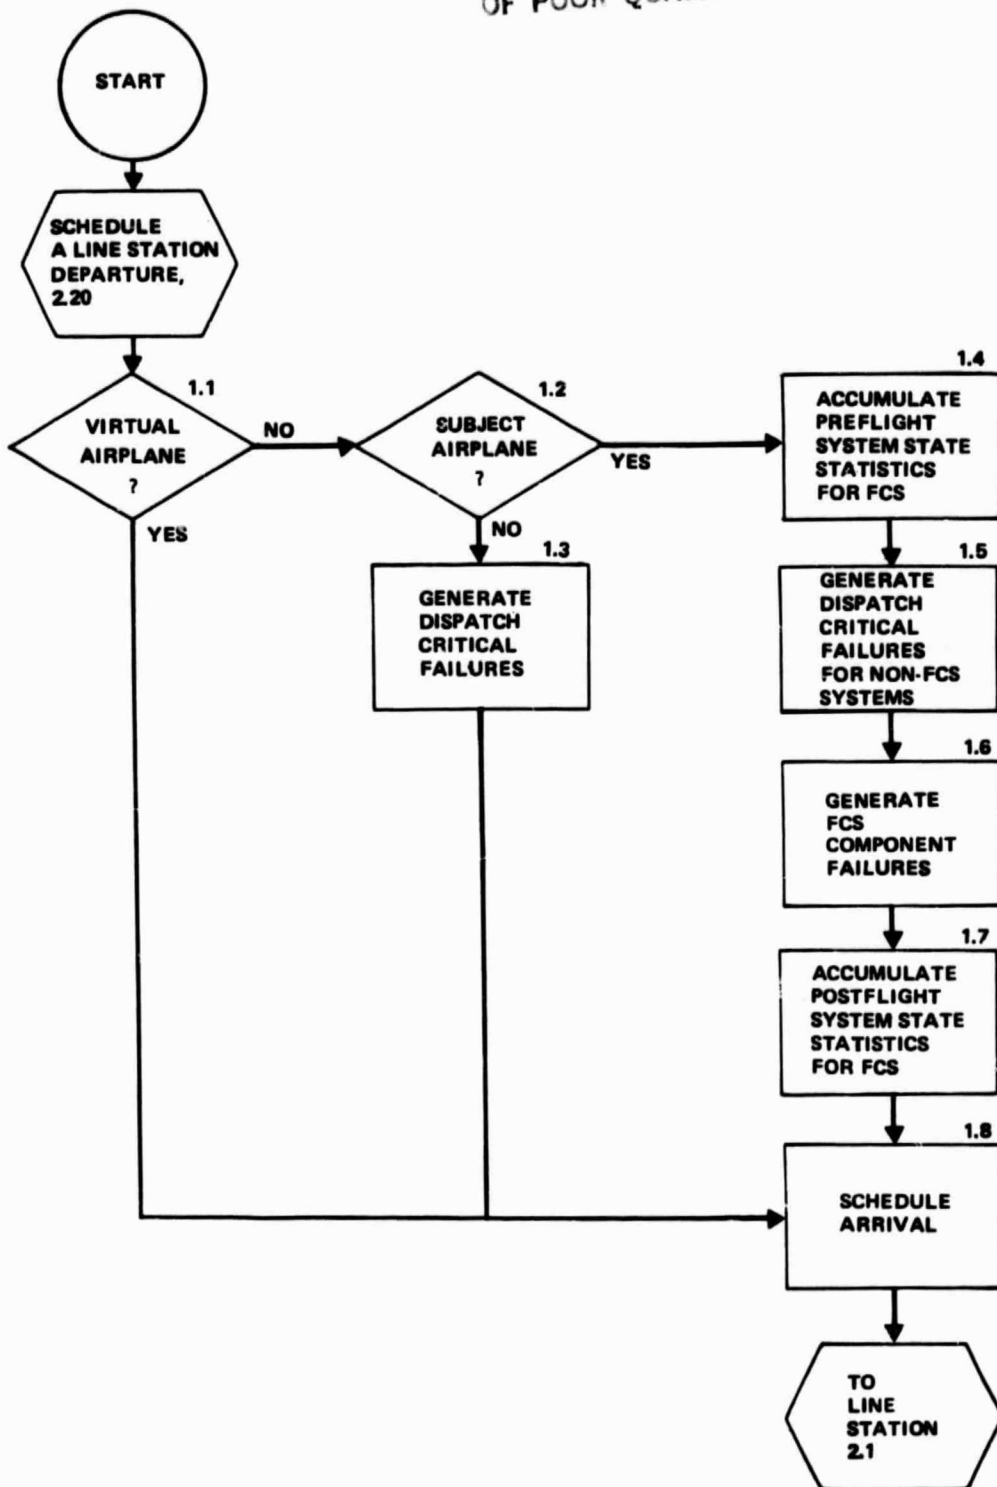 OF POOR
START
SCHEDULE
A LINE STATION
DEPARTURE,
2.20
1.1
VIRTUAL
AIRPLANE
?
NO
YES
1.2
SUBJECT
AIRPLANE
?
YES
NO
1.3
GENERATE
DISPATCH
CRITICAL
FAILURES
1.4
ACCUMULATE
PREFLIGHT
SYSTEM STATE
STATISTICS
FOR FCS
1.5
GENERATE
DISPATCH
CRITICAL
FAILURES
FOR NON-FCS
SYSTEMS
1.6
GENERATE
FCS
COMPONENT
FAILURES
1.7
ACCUMULATE
POSTFLIGHT
SYSTEM STATE
STATISTICS
FOR FCS
1.8
SCHEDULE
ARRIVAL
TO
LINE
STATION
2.1